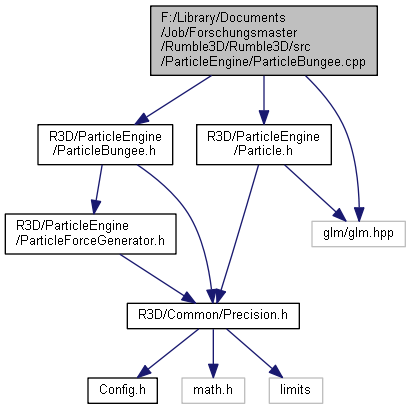 F:/Library/Documents
/Job/Forschungsmaster
/Rumble3D/Rumble3D/src
/ParticleEngine/ParticleBungee.cpp
R3D/ParticleEngine
/ParticleBungee.h
R3D/ParticleEngine
/Particle.h
R3D/ParticleEngine
/ParticleForceGenerator.h
glm/glm.hpp
R3D/Common/Precision.h
Config.h
math.h
limits